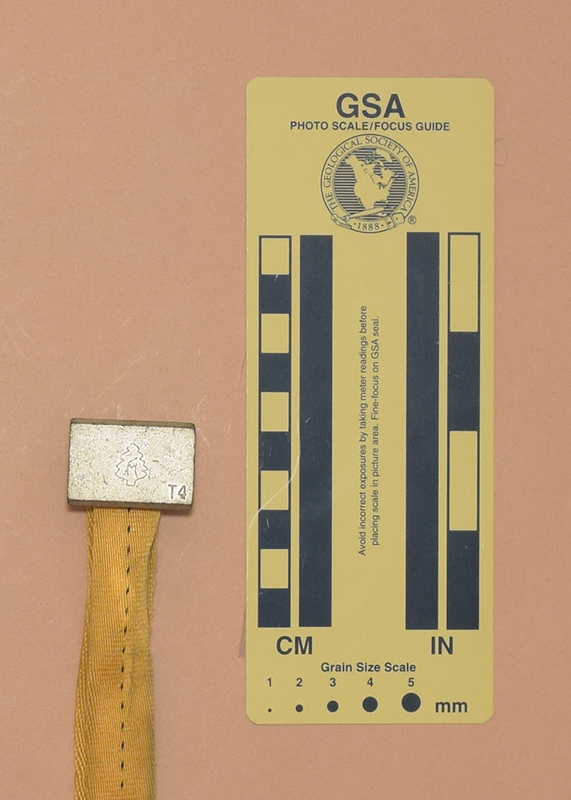 GSA
PHOTO SCALE/FOCUS GUIDE
THE GEOLOGICAL SOCIETY OF AMERICA
·1888·
®
Avoid incorrect exposures by taking meter readings before
placing scale in picture area. Fine-focus on GSA seal.
T4
CM
IN
Grain Size Scale
1 2 3 4 5
mm